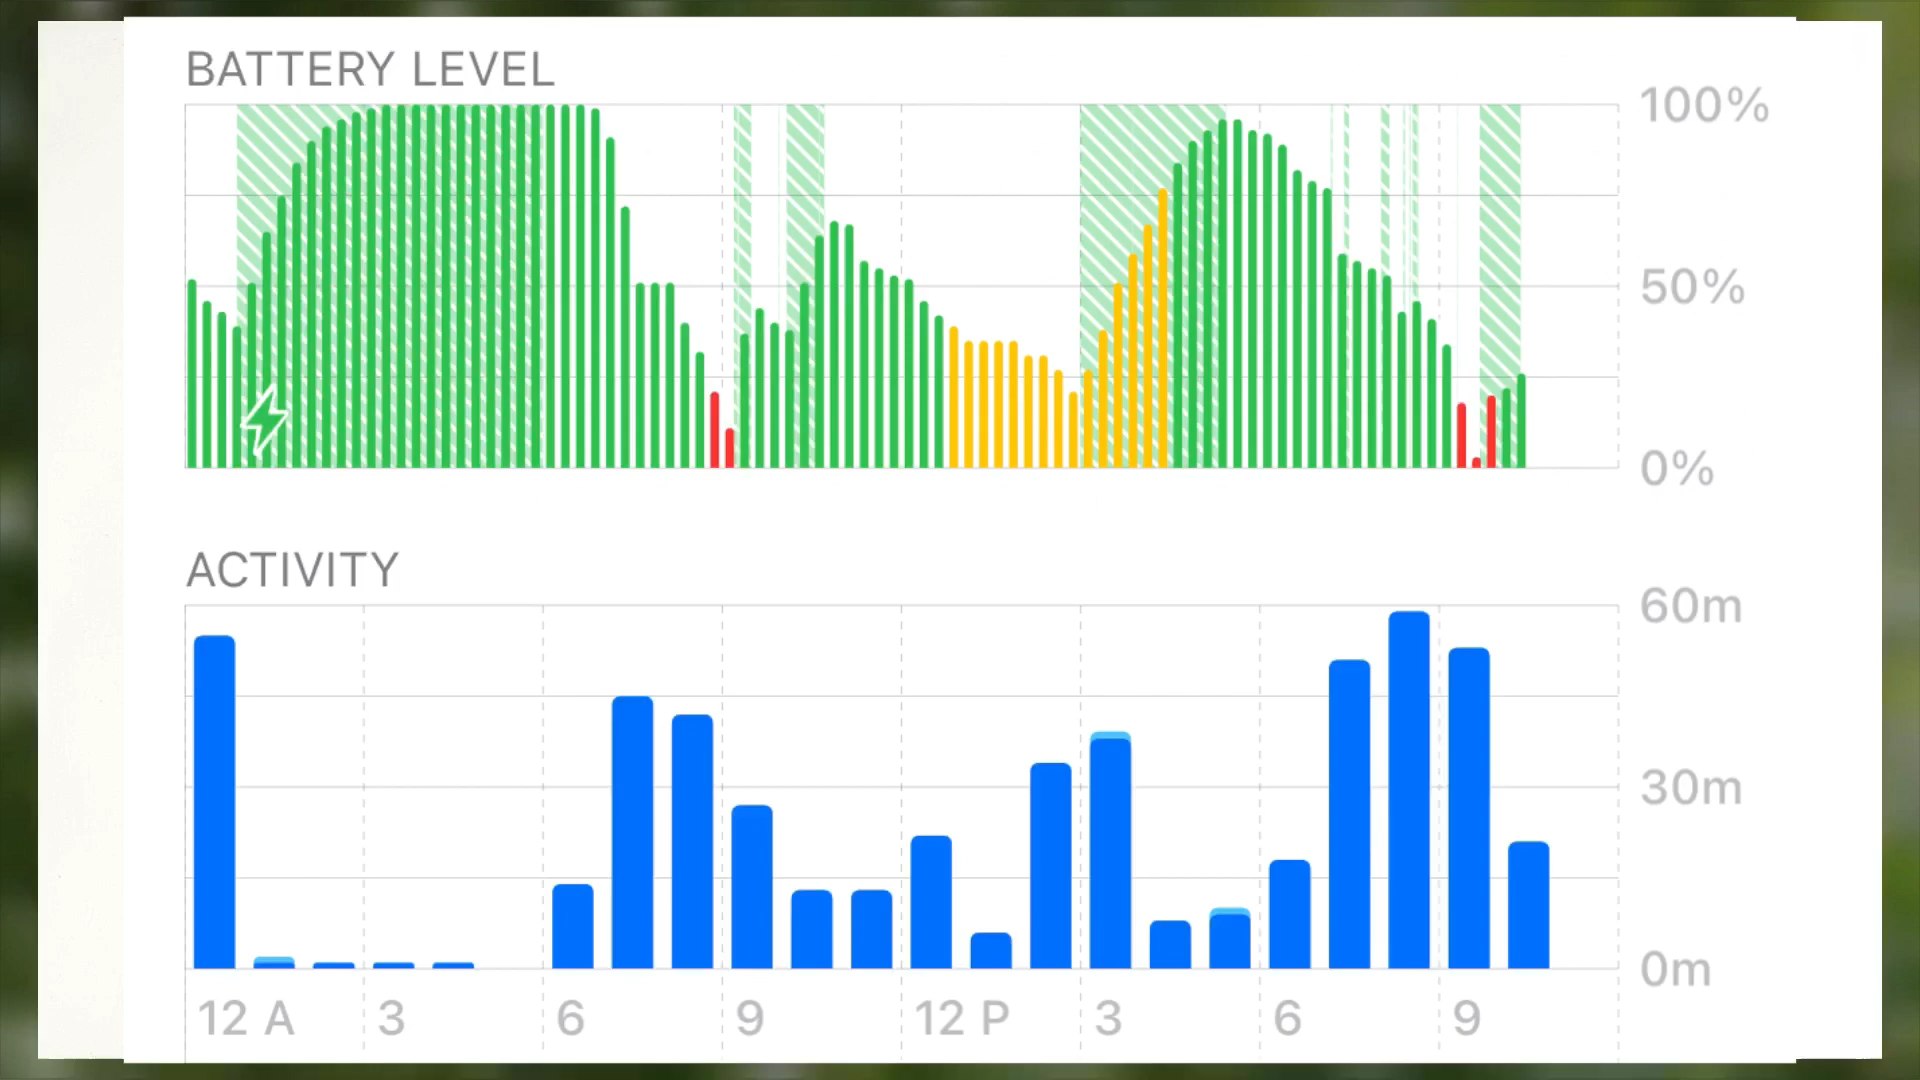 BATTERY LEVEL
100%
50%
0%
ACTIVITY
60m
30m
0m
12 A 3 6 9 12 P 3 6 9